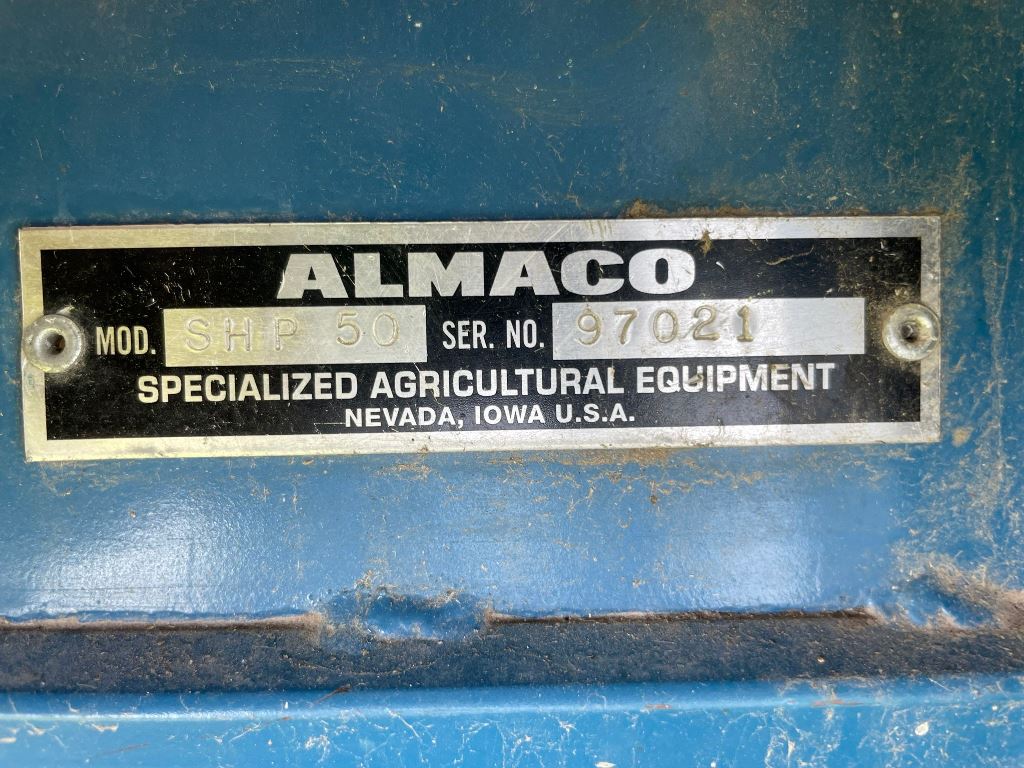 ALMACO
MOD. SHP 50 SER. NO. 97021
SPECIALIZED AGRICULTURAL EQUIPMENT
NEVADA, IOWA U.S.A.